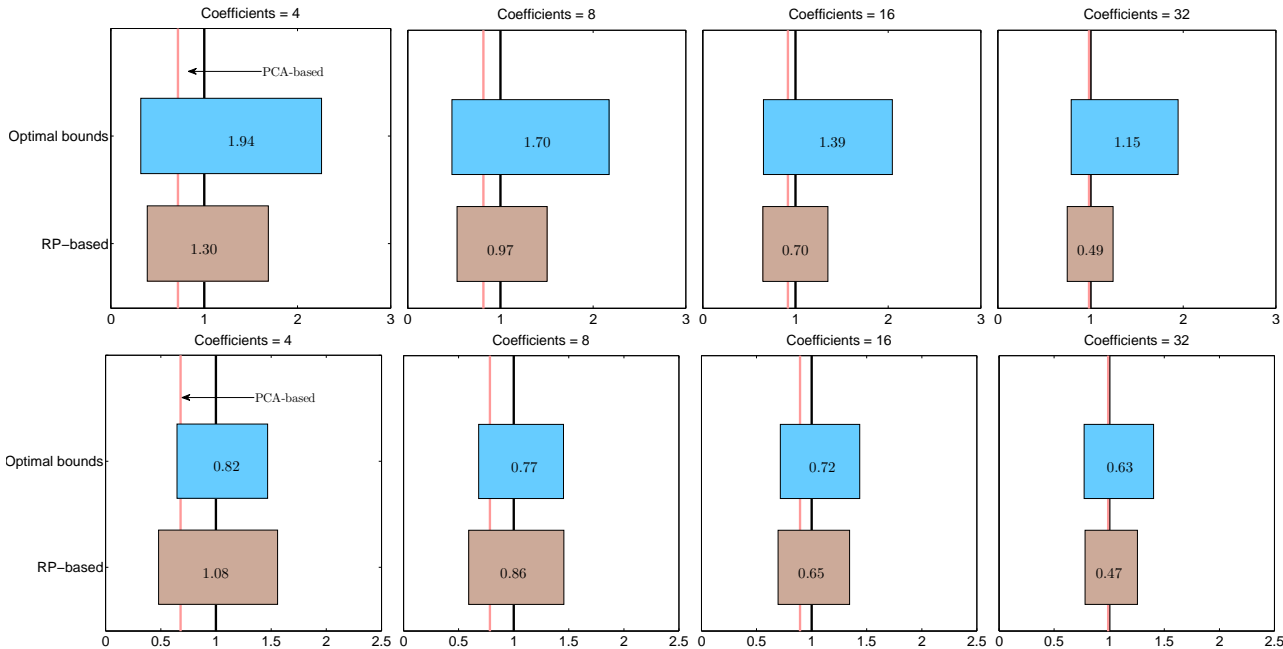 Coefficients = 4
Coefficients = 8
Coefficients = 16
Coefficients = 32
PCA-based
Optimal bounds
1.94
1.70
1.39
1.15
RP−based
1.30
0.97
0.70
0.49
0 1 2 3
0 1 2 3
0 1 2 3
0 1 2 3
Coefficients = 4
Coefficients = 8
Coefficients = 16
Coefficients = 32
PCA-based
Optimal bounds
0.82
0.77
0.72
0.63
RP−based
1.08
0.86
0.65
0.47
0 0.5 1 1.5 2 2.5
0 0.5 1 1.5 2 2.5
0 0.5 1 1.5 2 2.5
0 0.5 1 1.5 2 2.5